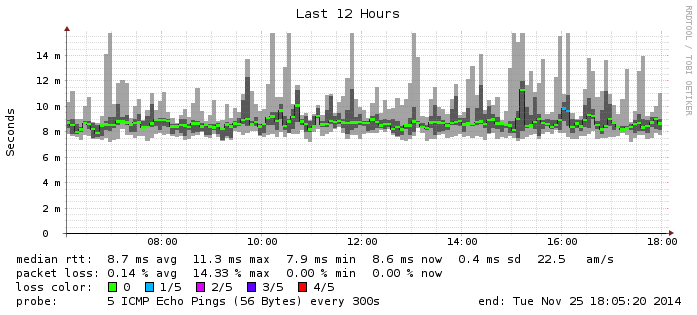 Last 12 Hours
RRDTOOL / TOBI OETIKER
Seconds
14 m
12 m
10 m
8 m
6 m
4 m
2 m
0
08:00 10:00 12:00 14:00 16:00 18:00
median rtt: 8.7 ms avg 11.3 ms max 7.9 ms min 8.6 ms now 0.4 ms sd 22.5 am/s
packet loss: 0.14 % avg 14.33 % max 0.00 % min 0.00 % now
loss color: 0 1/5 2/5 3/5 4/5
probe: 5 ICMP Echo Pings (56 Bytes) every 300s end: Tue Nov 25 18:05:20 2014